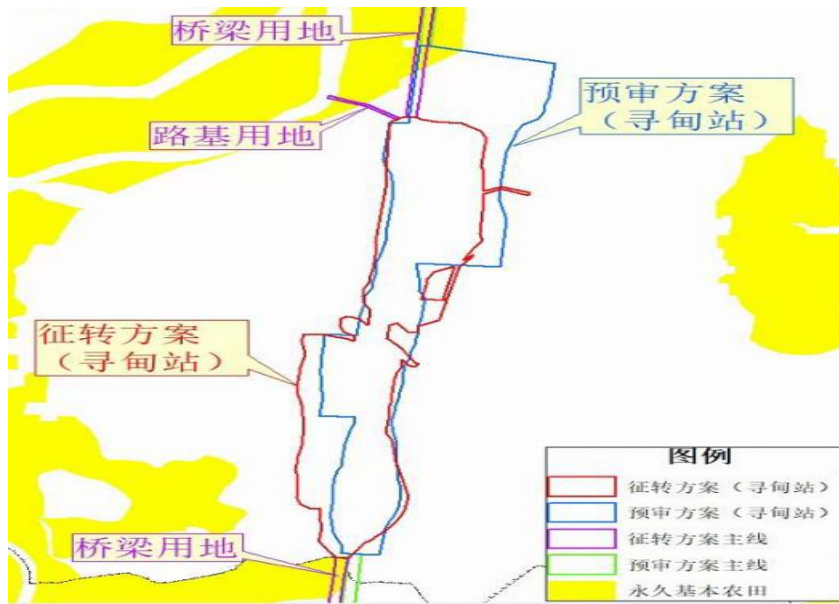 桥梁用地
预审方案
（寻甸站）
路基用地
征转方案
（寻甸站）
桥梁用地
图例
征转方案（寻甸站）
预审方案（寻甸站）
征转方案主线
预审方案主线
永久基本农田